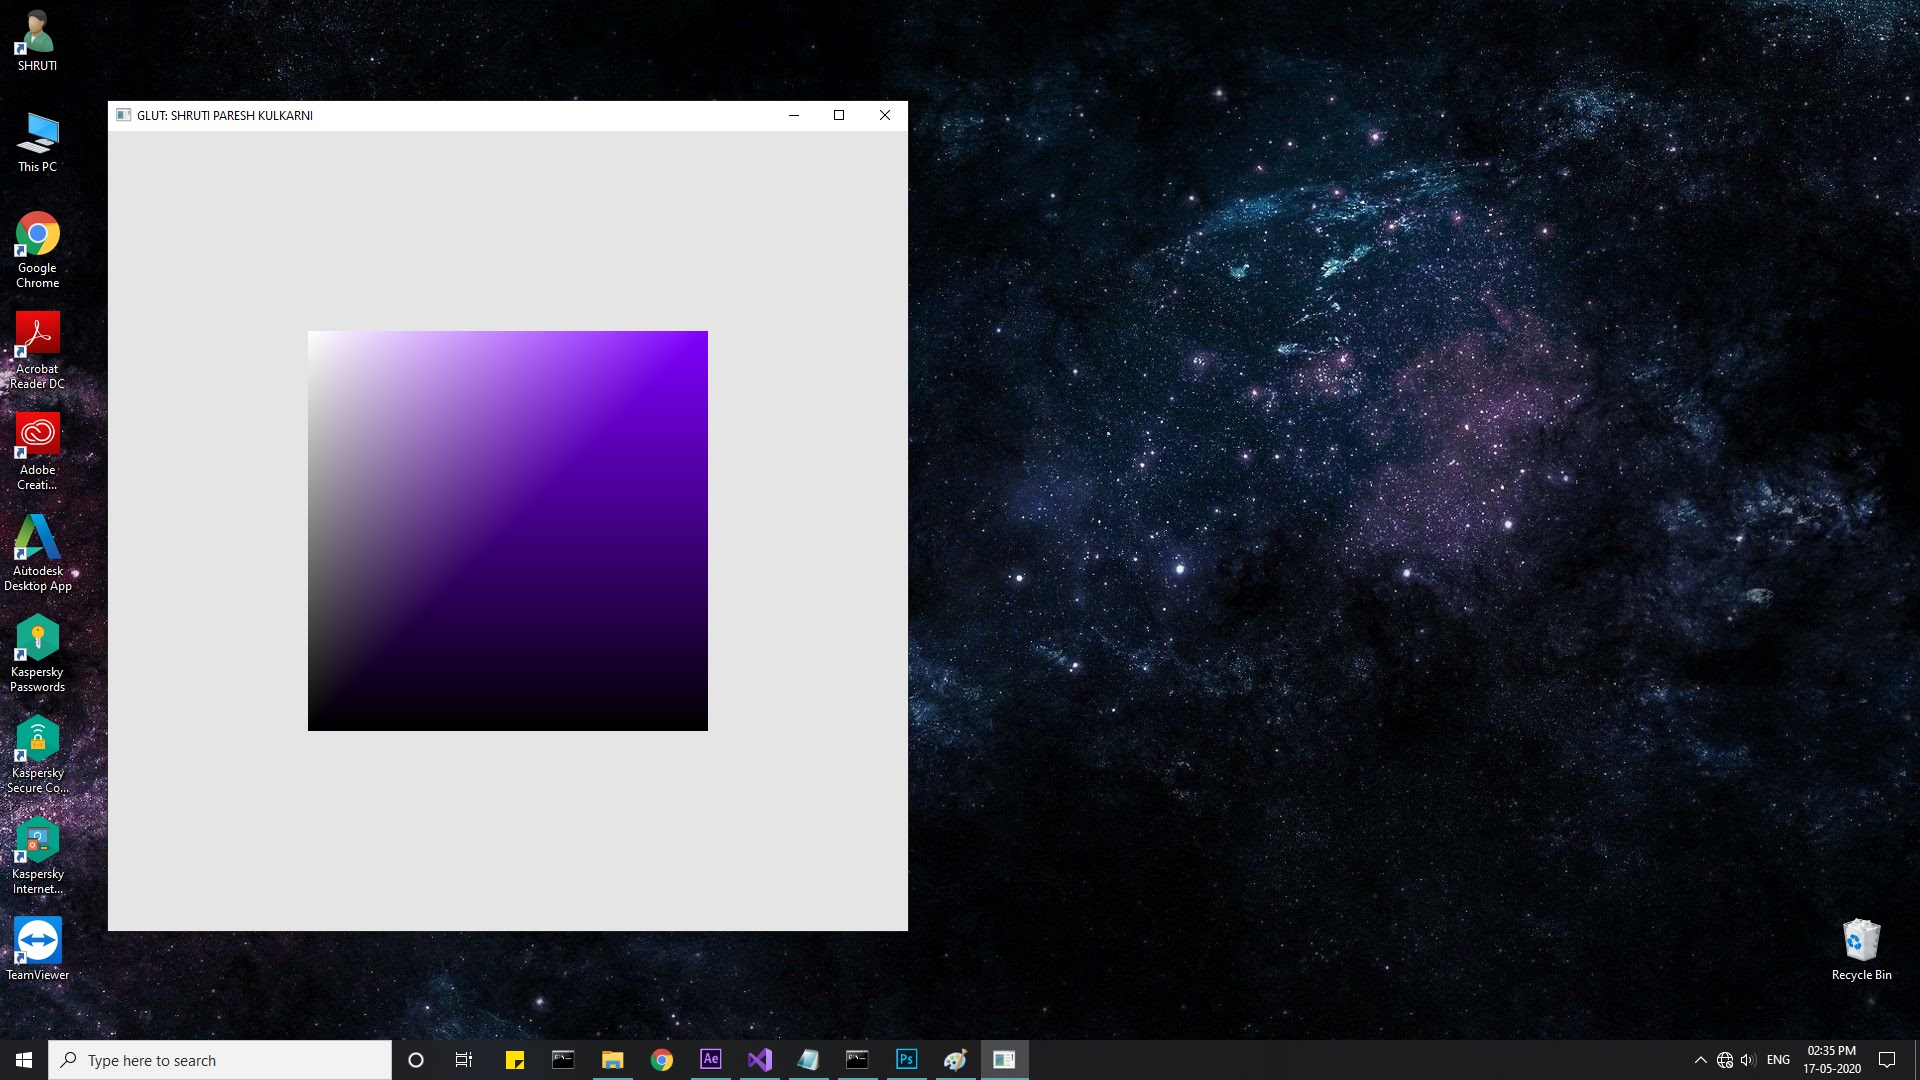 SHRUTI
This PC
Google
Chrome
Acrobat
Reader DC
Adobe
Creati...
Autodesk
Desktop App
Kaspersky
Passwords
Kaspersky
Secure Co...
Kaspersky
Internet...
TeamViewer
GLUT: SHRUTI PARESH KULKARNI
Recycle Bin
Type here to search
Ae
Ps
ENG
02:35 PM
17-05-2020